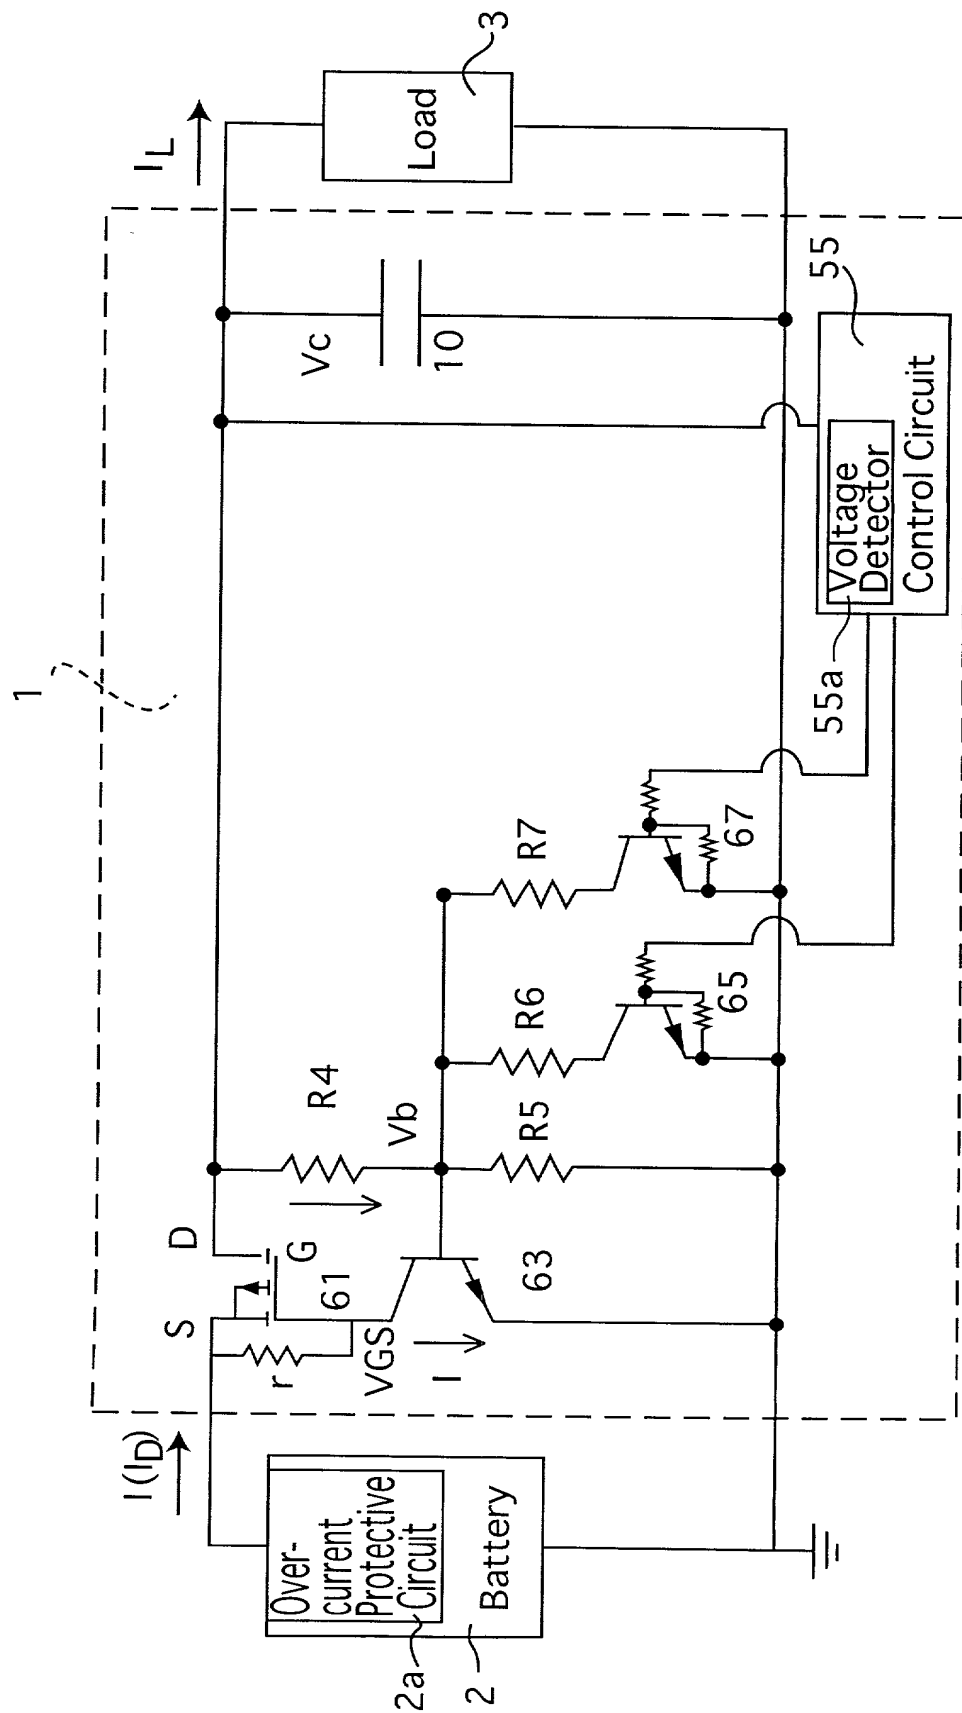 1
I(I_D)
I_L
S
D
G
r
61
VGS
I
63
R4
Vb
R5
R6
R7
65
67
Vc
10
Load
3
Over-
current
Protective
Circuit
Battery
2a
2
Voltage
Detector
Control Circuit
55a
55